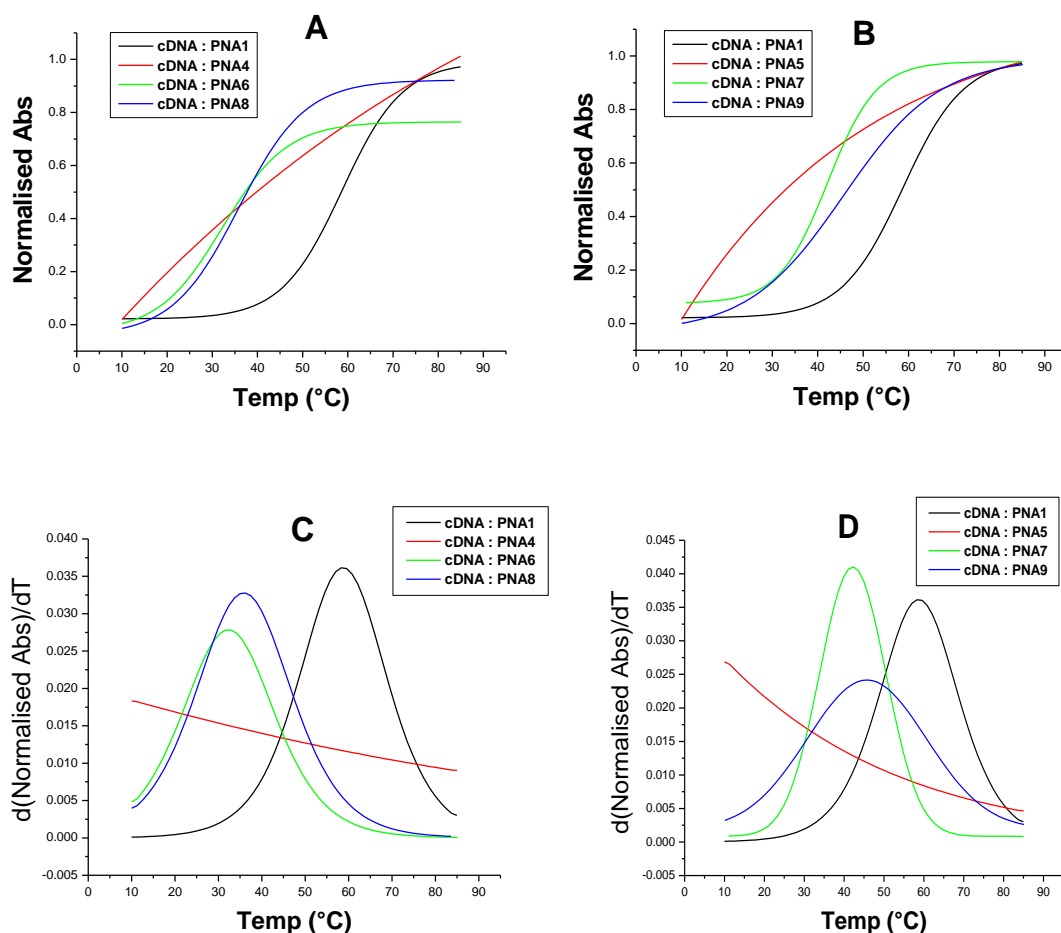 A
cDNA : PNA1
cDNA : PNA4
cDNA : PNA6
cDNA : PNA8
Normalised Abs
1.0
0.8
0.6
0.4
0.2
0.0
0 10 20 30 40 50 60 70 80 90
Temp (°C)
B
cDNA : PNA1
cDNA : PNA5
cDNA : PNA7
cDNA : PNA9
Normalised Abs
1.0
0.8
0.6
0.4
0.2
0.0
0 10 20 30 40 50 60 70 80 90
Temp (°C)
C
cDNA : PNA1
cDNA : PNA4
cDNA : PNA6
cDNA : PNA8
d(Normalised Abs)/dT
0.040
0.035
0.030
0.025
0.020
0.015
0.010
0.005
0.000
-0.005
0 10 20 30 40 50 60 70 80 90
Temp (°C)
D
cDNA : PNA1
cDNA : PNA5
cDNA : PNA7
cDNA : PNA9
d(Normalised Abs)/dT
0.045
0.040
0.035
0.030
0.025
0.020
0.015
0.010
0.005
0.000
-0.005
0 10 20 30 40 50 60 70 80 90
Temp (°C)